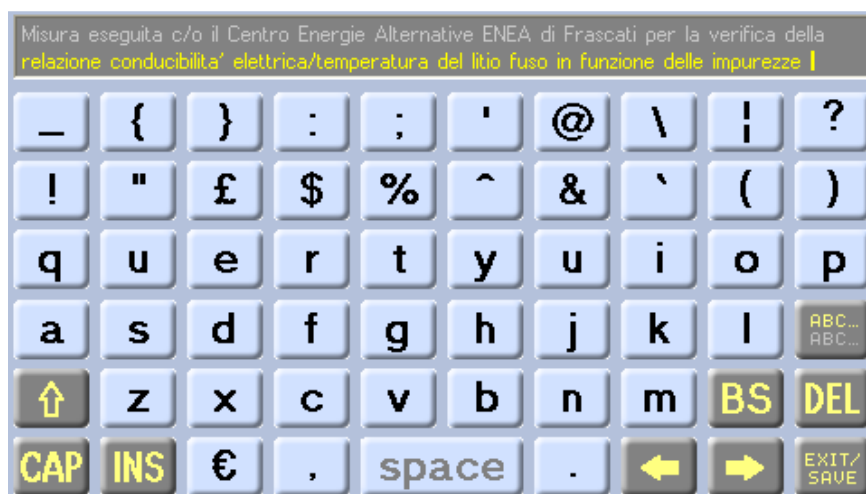 Misura eseguita c/o il Centro Energie Alternative ENEA di Frascati per la verifica della
relazione conducibilita' elettrica/temperatura del litio fuso in funzione delle impurezze
_ { } : ; ' @ \ ¦ ?
! " £ $ % ^ & ` ( )
q u e r t y u i o p
a s d f g h j k l ABC...
ABC...
z x c v b n m BS DEL
CAP INS € , space . EXIT/
SAVE